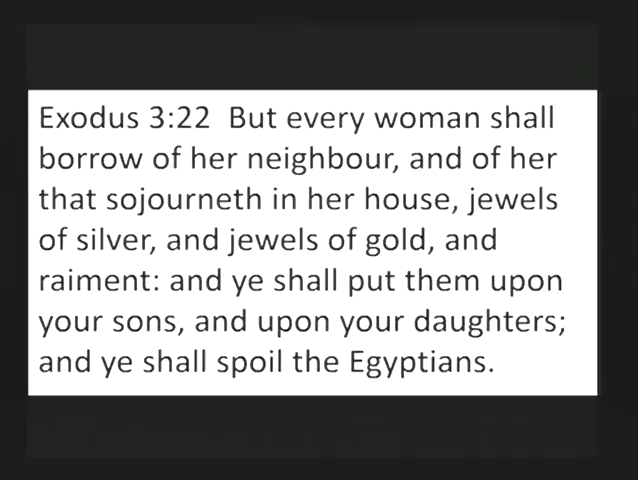 Exodus 3:22  But every woman shall
borrow of her neighbour, and of her
that sojourneth in her house, jewels
of silver, and jewels of gold, and
raiment: and ye shall put them upon
your sons, and upon your daughters;
and ye shall spoil the Egyptians.